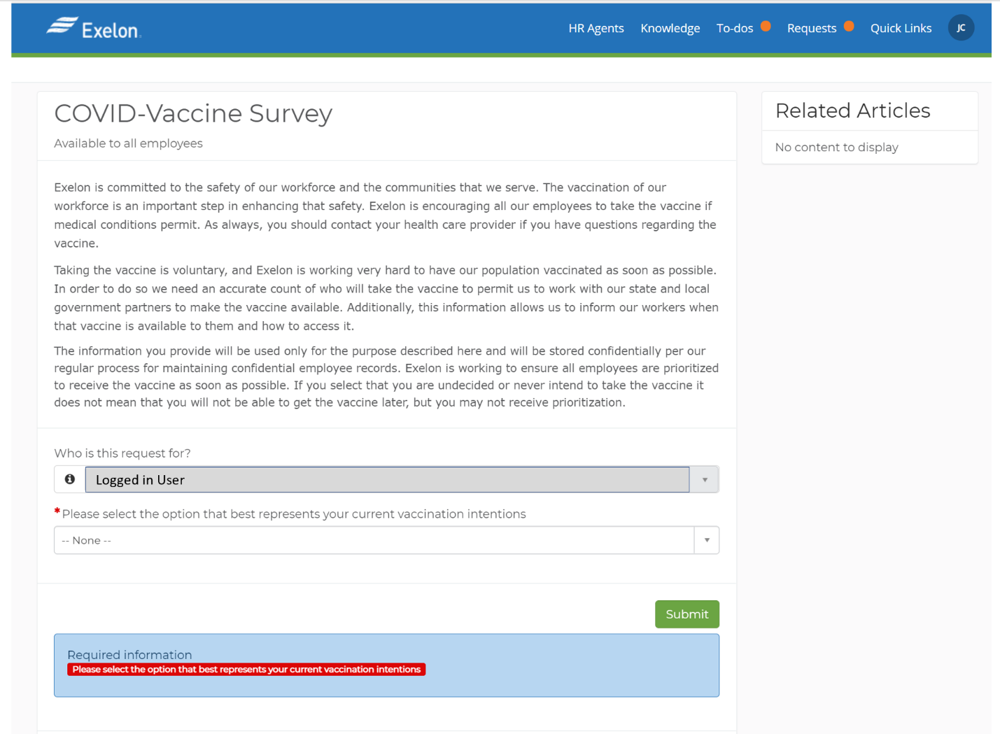 Exelon.
HR Agents Knowledge To-dos Requests Quick Links JC
COVID-Vaccine Survey
Available to all employees
Related Articles
No content to display
Exelon is committed to the safety of our workforce and the communities that we serve. The vaccination of our
workforce is an important step in enhancing that safety. Exelon is encouraging all our employees to take the vaccine if
medical conditions permit. As always, you should contact your health care provider if you have questions regarding the
vaccine.
Taking the vaccine is voluntary, and Exelon is working very hard to have our population vaccinated as soon as possible.
In order to do so we need an accurate count of who will take the vaccine to permit us to work with our state and local
government partners to make the vaccine available. Additionally, this information allows us to inform our workers when
that vaccine is available to them and how to access it.
The information you provide will be used only for the purpose described here and will be stored confidentially per our
regular process for maintaining confidential employee records. Exelon is working to ensure all employees are prioritized
to receive the vaccine as soon as possible. If you select that you are undecided or never intend to take the vaccine it
does not mean that you will not be able to get the vaccine later, but you may not receive prioritization.
Who is this request for?
Logged in User
*Please select the option that best represents your current vaccination intentions
-- None --
Submit
Required information
Please select the option that best represents your current vaccination intentions